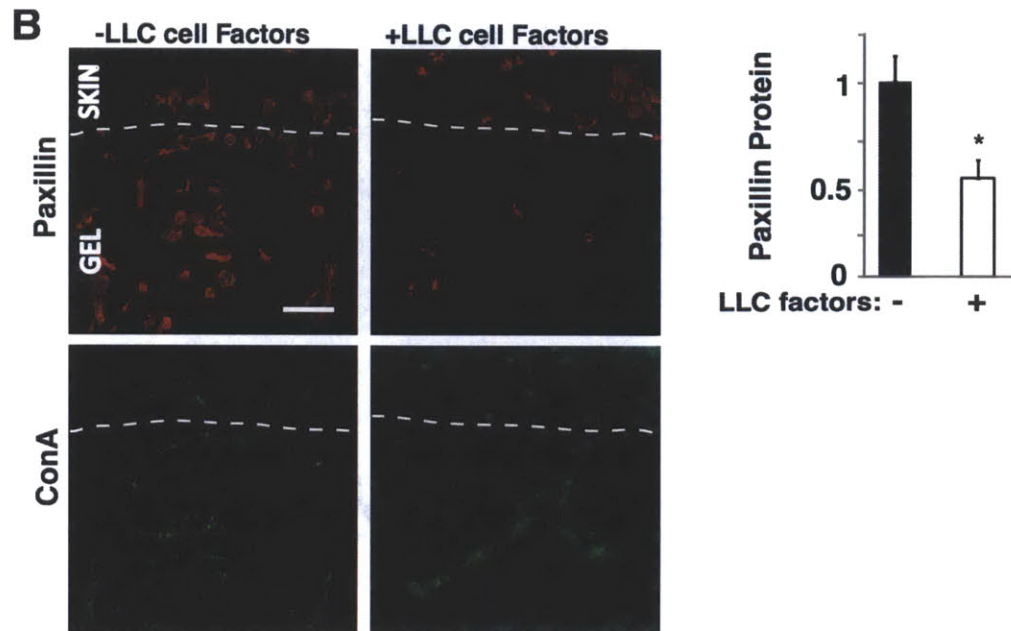 B
-LLC cell Factors
+LLC cell Factors
Paxillin
SKIN
GEL
ConA
Paxillin Protein
1
*
0.5
0
LLC factors: - +